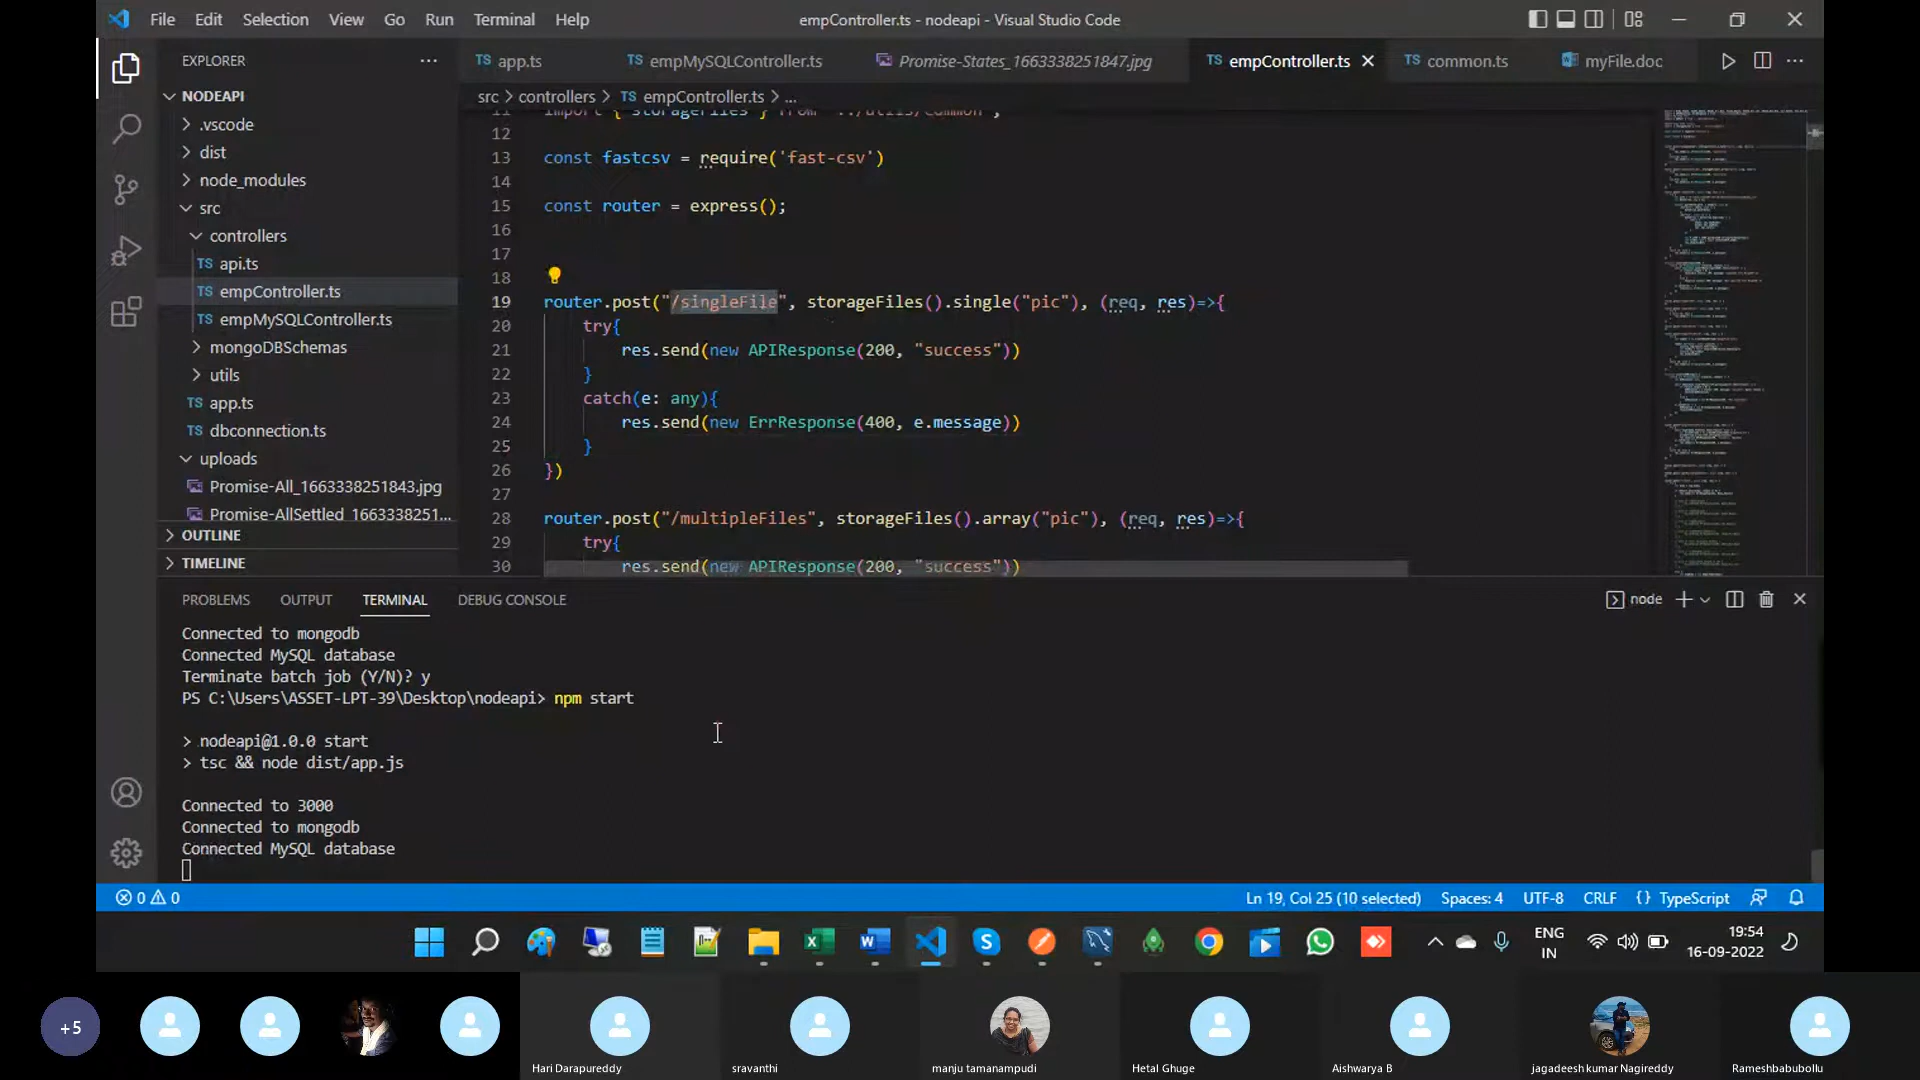 File Edit Selection View Go Run Terminal Help
empController.ts - nodeapi - Visual Studio Code
EXPLORER
TS app.ts
TS empMySQLController.ts
Promise-States_1663338251847.jpg
TS empController.ts
TS common.ts
myFile.doc
NODEAPI
.vscode
dist
node_modules
src
controllers
TS api.ts
TS empController.ts
TS empMySQLController.ts
mongoDBSchemas
utils
TS app.ts
TS dbconnection.ts
uploads
Promise-All_1663338251843.jpg
Promise-AllSettled_1663338251...
OUTLINE
TIMELINE
src > controllers > TS empController.ts > ...
11 import { storageFiles } from "../utils/common";
12
13 const fastcsv = require('fast-csv')
14
15 const router = express();
16
17
18
19 router.post("/singleFile", storageFiles().single("pic"), (req, res)=>{
20 try{
21 res.send(new APIResponse(200, "success"))
22 }
23 catch(e: any){
24 res.send(new ErrResponse(400, e.message))
25 }
26 })
27
28 router.post("/multipleFiles", storageFiles().array("pic"), (req, res)=>{
29 try{
30 res.send(new APIResponse(200, "success"))
PROBLEMS OUTPUT TERMINAL DEBUG CONSOLE
node
Connected to mongodb
Connected MySQL database
Terminate batch job (Y/N)? y
PS C:\Users\ASSET-LPT-39\Desktop\nodeapi> npm start
> nodeapi@1.0.0 start
> tsc && node dist/app.js
Connected to 3000
Connected to mongodb
Connected MySQL database
0 0
Ln 19, Col 25 (10 selected) Spaces: 4 UTF-8 CRLF {} TypeScript
ENG
IN
19:54
16-09-2022
+5
Hari Darapureddy
sravanthi
manju tamanampudi
Hetal Ghuge
Aishwarya B
jagadeesh kumar Nagireddy
Rameshbabubollu